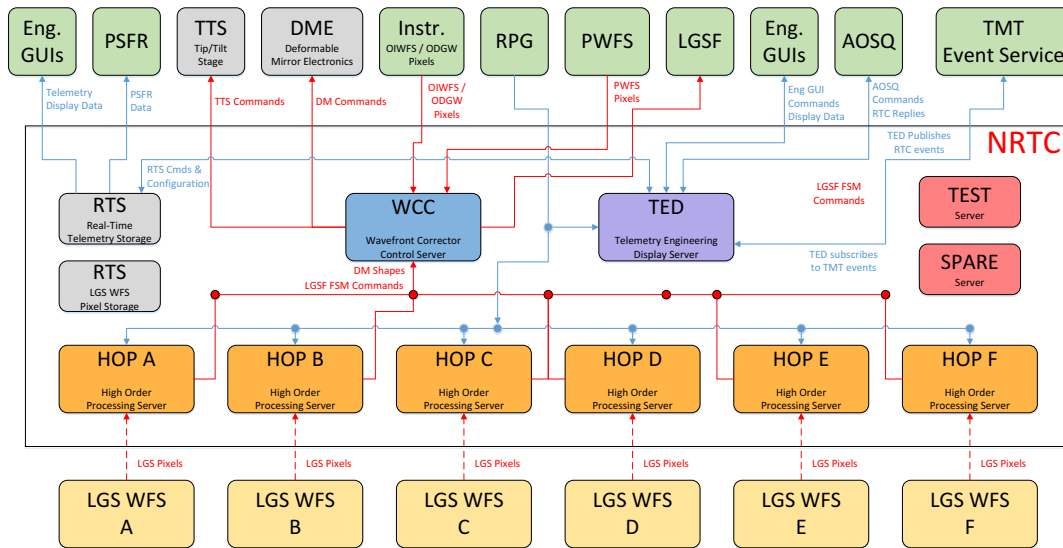 Eng.
GUIs
PSFR
TTS
Tip/Tilt
Stage
DME
Deformable
Mirror Electronics
Instr.
OIWFS / ODGW
Pixels
RPG
PWFS
LGSF
Eng.
GUIs
AOSQ
TMT
Event Service
Telemetry
Display Data
PSFR
Data
TTS Commands
DM Commands
OIWFS /
ODGW
Pixels
PWFS
Pixels
Eng GUI
Commands
Display Data
AOSQ
Commands
RTC Replies
TED Publishes
RTC events
NRTC
RTS Cmds &
Configuration
LGSF FSM
Commands
RTS
Real-Time
Telemetry Storage
WCC
Wavefront Corrector
Control Server
TED
Telemetry Engineering
Display Server
TEST
Server
TED subscribes
to TMT events
SPARE
Server
RTS
LGS WFS
Pixel Storage
DM Shapes
LGSF FSM Commands
HOP A
High Order
Processing Server
HOP B
High Order
Processing Server
HOP C
High Order
Processing Server
HOP D
High Order
Processing Server
HOP E
High Order
Processing Server
HOP F
High Order
Processing Server
LGS Pixels
LGS Pixels
LGS Pixels
LGS Pixels
LGS Pixels
LGS Pixels
LGS WFS
A
LGS WFS
B
LGS WFS
C
LGS WFS
D
LGS WFS
E
LGS WFS
F